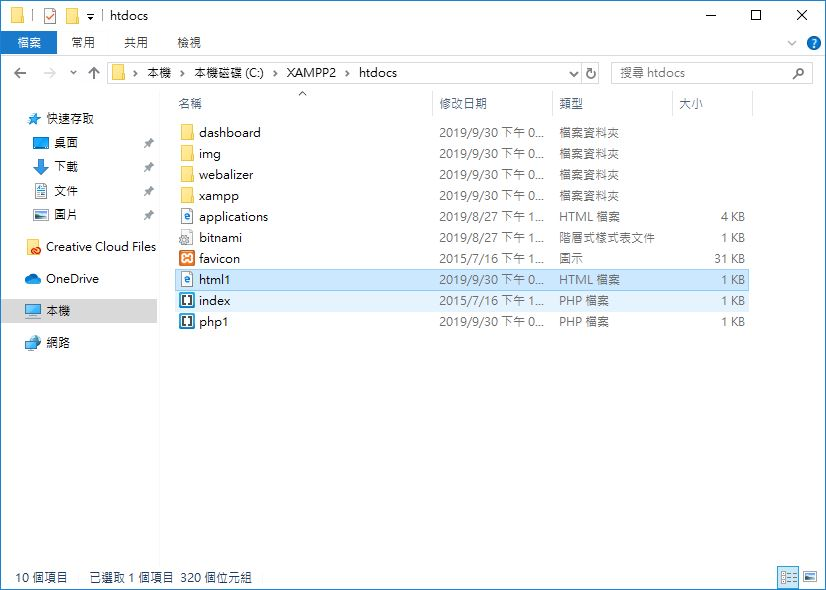 htdocs
檔案 常用 共用 檢視
本機 本機磁碟 (C:) XAMPP2 htdocs 搜尋 htdocs
名稱 修改日期 類型 大小
快速存取
桌面
下載
文件
圖片
Creative Cloud Files
OneDrive
本機
網路
dashboard 2019/9/30 下午 0... 檔案資料夾
img 2019/9/30 下午 0... 檔案資料夾
webalizer 2019/9/30 下午 0... 檔案資料夾
xampp 2019/9/30 下午 0... 檔案資料夾
applications 2019/8/27 下午 1... HTML 檔案 4 KB
bitnami 2019/8/27 下午 1... 階層式樣式表文件 1 KB
favicon 2015/7/16 下午 1... 圖示 31 KB
html1 2019/9/30 下午 0... HTML 檔案 1 KB
index 2015/7/16 下午 1... PHP 檔案 1 KB
php1 2019/9/30 下午 0... PHP 檔案 1 KB
10 個項目 已選取 1 個項目 320 個位元組